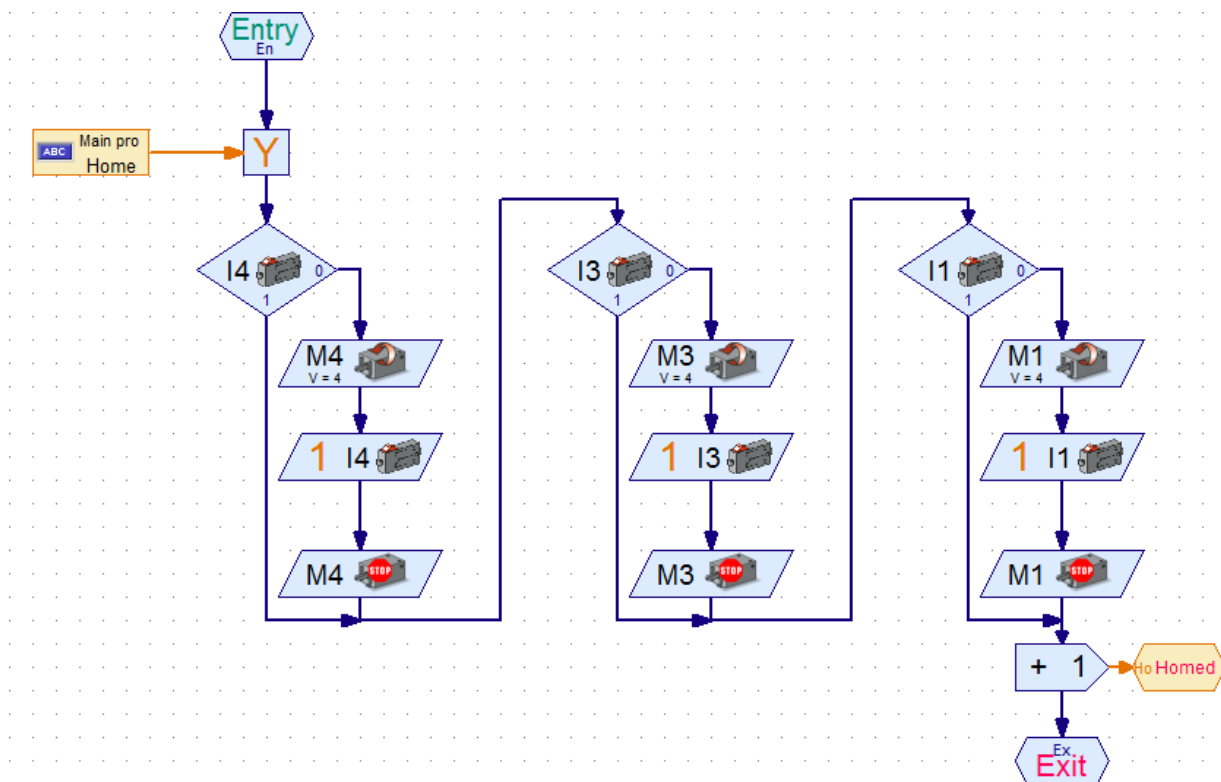 Entry
En
ABC
Main pro
Home
Y
I4
0
1
M4
V = 4
1 I4
M4 STOP
I3
0
1
M3
V = 4
1 I3
M3 STOP
I1
0
1
M1
V = 4
1 I1
M1 STOP
+ 1
Ho Homed
Ex
Exit